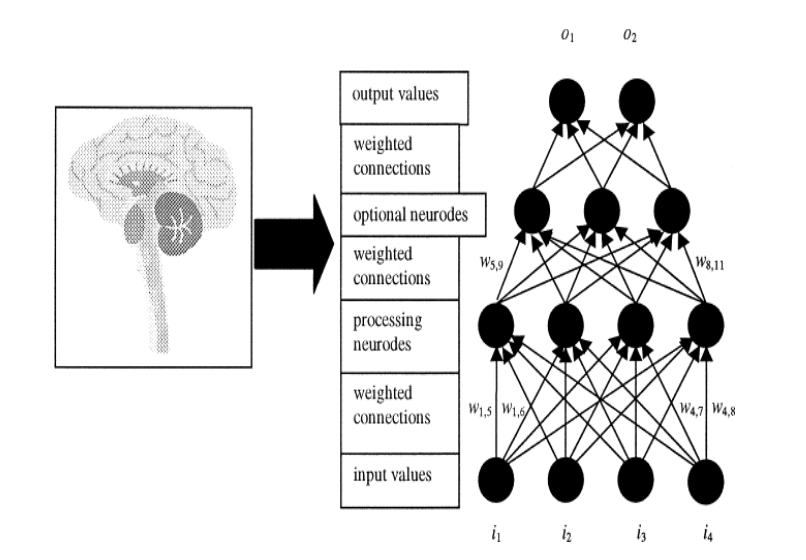 o1 o2
output values
weighted
connections
optional neurodes
weighted
connections
w5,9 w8,11
processing
neurodes
weighted
connections
w1,5 w1,6 w4,7 w4,8
input values
i1 i2 i3 i4